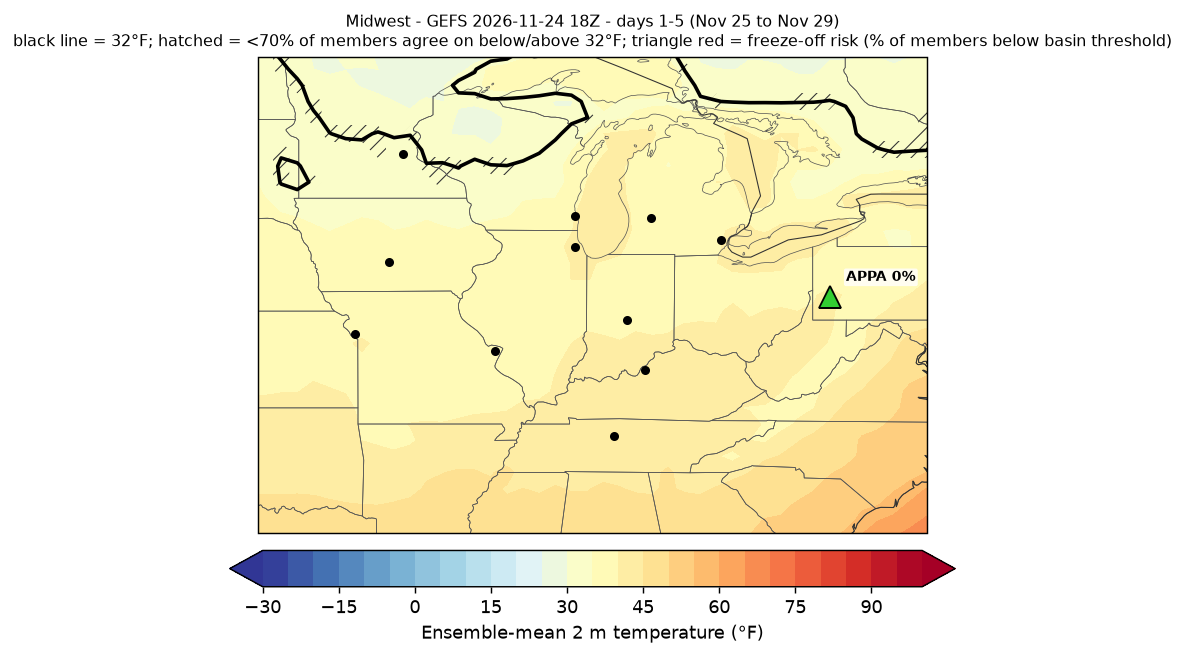 Midwest - GEFS 2026-11-24 18Z - days 1-5 (Nov 25 to Nov 29)
black line = 32°F; hatched = <70% of members agree on below/above 32°F; triangle red = freeze-off risk (% of members below basin threshold)
APPA 0%
−30 −15 0 15 30 45 60 75 90
Ensemble-mean 2 m temperature (°F)